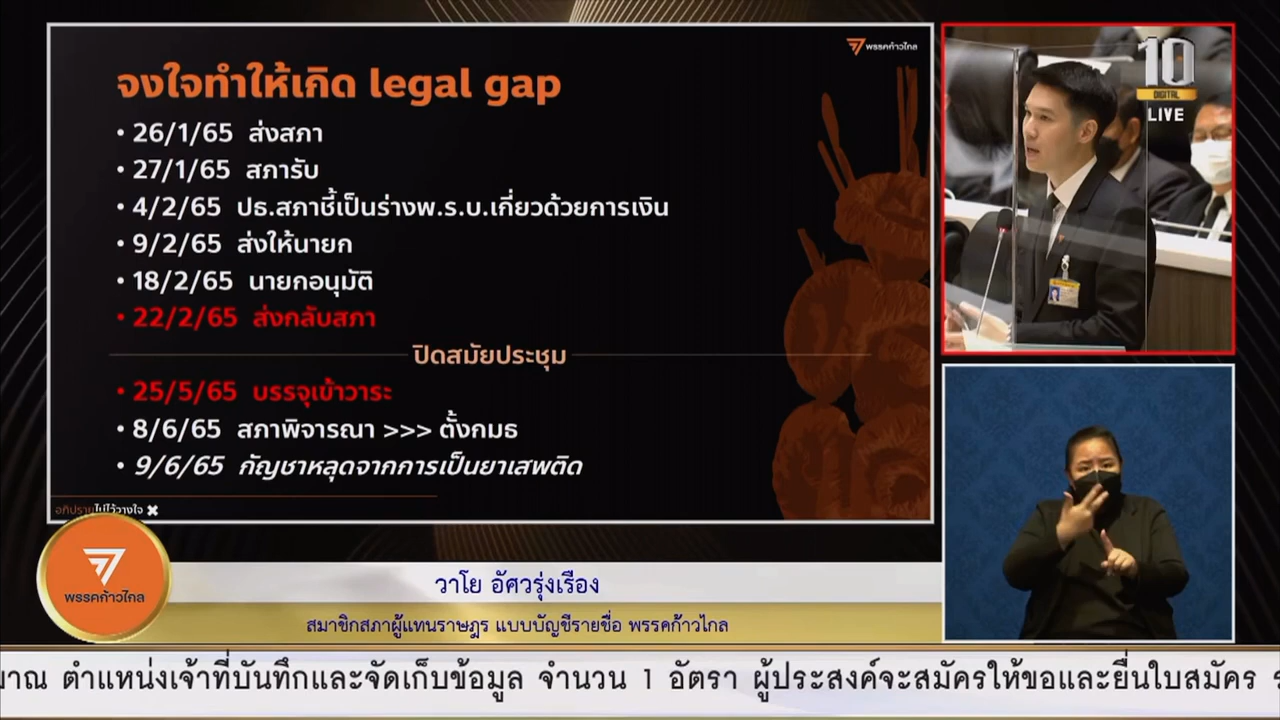 พรรคก้าวไกล
จงใจทำให้เกิด legal gap
• 26/1/65 ส่งสภา
• 27/1/65 สภารับ
• 4/2/65 ปธ.สภาชี้เป็นร่างพ.ร.บ.เกี่ยวด้วยการเงิน
• 9/2/65 ส่งให้นายก
• 18/2/65 นายกอนุมัติ
• 22/2/65 ส่งกลับสภา
ปิดสมัยประชุม
• 25/5/65 บรรจุเข้าวาระ
• 8/6/65 สภาพิจารณา >>> ตั้งกมธ
• 9/6/65 กัญชาหลุดจากการเป็นยาเสพติด
อภิปรายไม่ไว้วางใจ
10
DIGITAL
LIVE
พรรคก้าวไกล
วาโย อัศวรุ่งเรือง
สมาชิกสภาผู้แทนราษฎร แบบบัญชีรายชื่อ พรรคก้าวไกล
ตำแหน่งเจ้าที่บันทึกและจัดเก็บข้อมูล จำนวน 1 อัตรา ผู้ประสงค์จะสมัครให้ขอและยื่นใบสมัคร